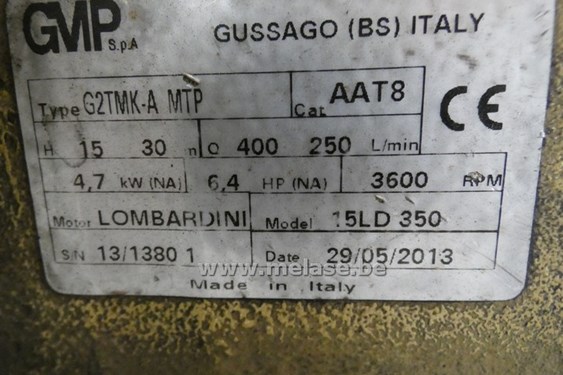 GMP S.p.A GUSSAGO (BS) ITALY
Type G2TMK-A MTP Cat. AAT8
CE
H 15 30 m Q 400 250 L/min
4,7 kW (NA) 6,4 HP (NA) 3600 RPM
Motor LOMBARDINI Model 15LD 350
S.N 13/1380 1 Date 29/05/2013
www.melase.be
Made in Italy